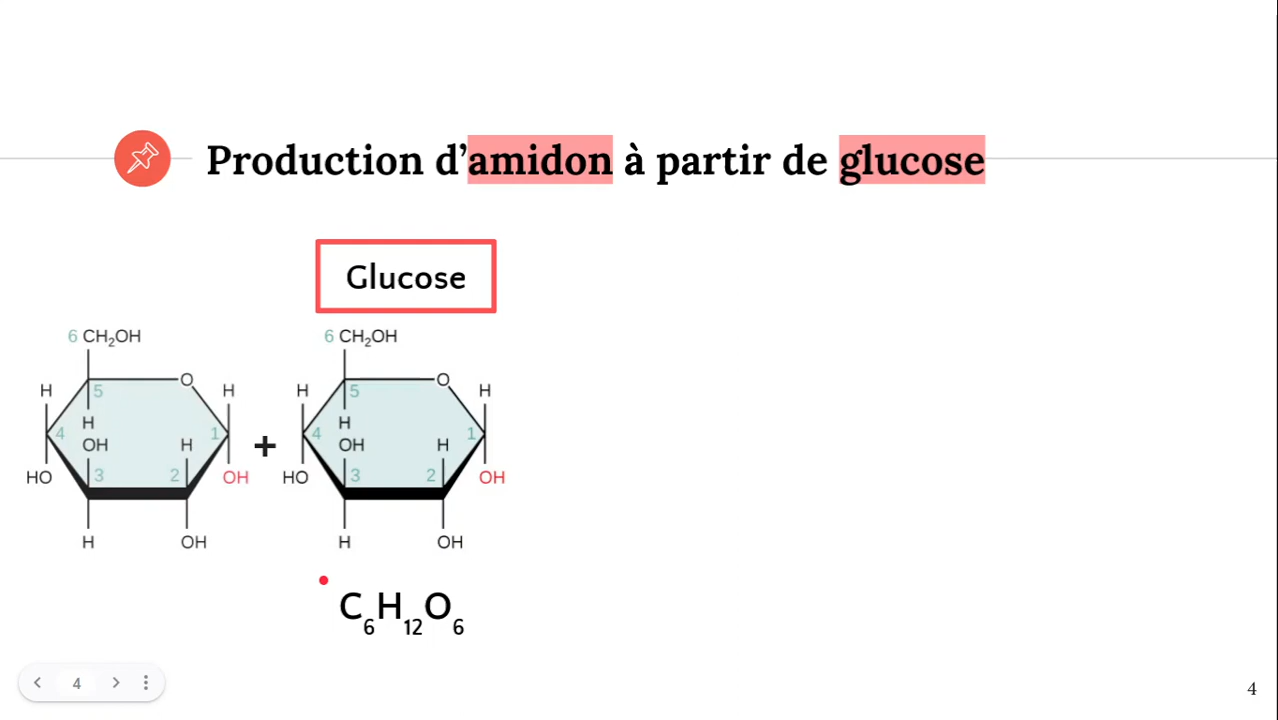 Production d'amidon à partir de glucose
Glucose
6 CH2OH 6 CH2OH
O O
H 5 H H 5 H
H H
4 OH H 1 4 OH H 1
+
HO 3 2 OH HO 3 2 OH
H OH H OH
C6H12O6
4
4